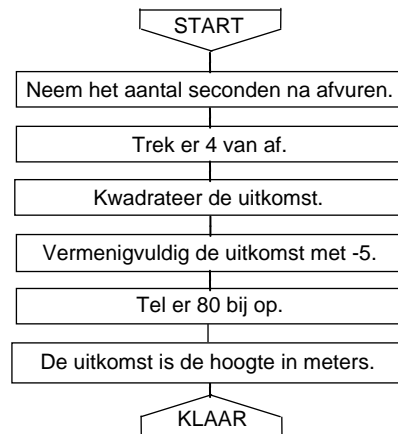 START
Neem het aantal seconden na afvuren.
Trek er 4 van af.
Kwadrateer de uitkomst.
Vermenigvuldig de uitkomst met -5.
Tel er 80 bij op.
De uitkomst is de hoogte in meters.
KLAAR